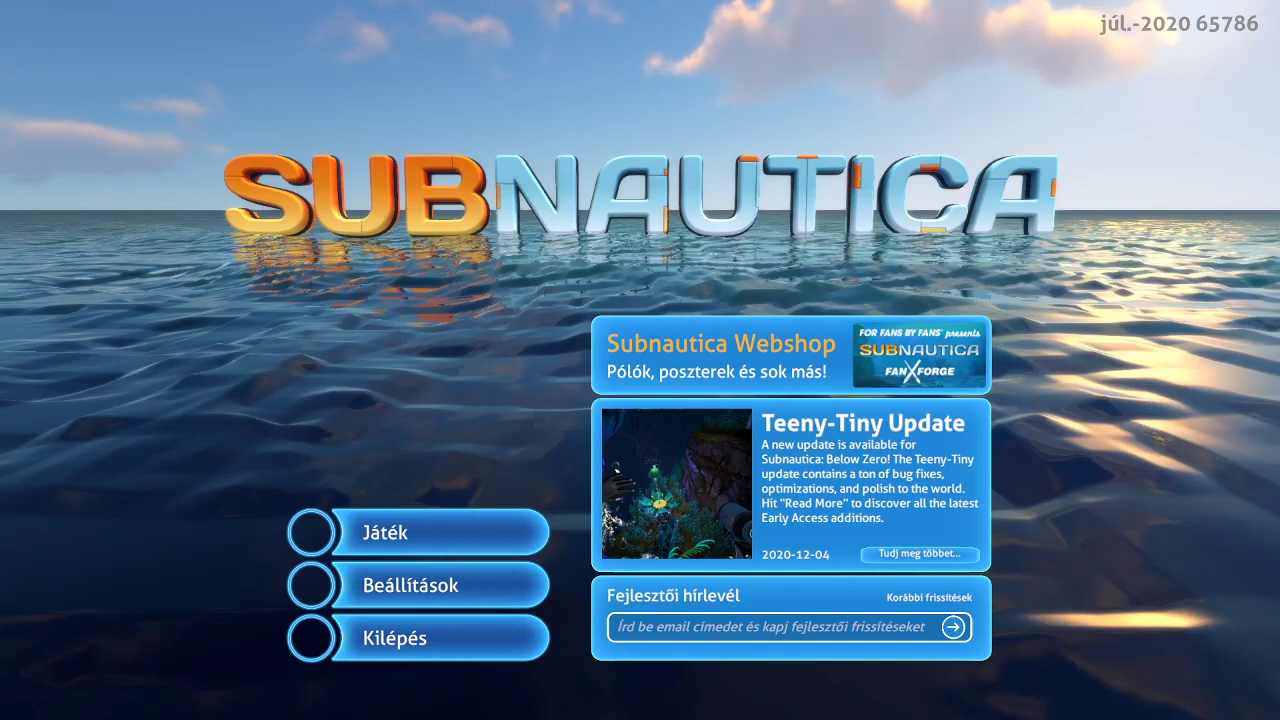 júl.-2020 65786
SUBNAUTICA
Subnautica Webshop
Pólók, poszterek és sok más!
FOR FANS BY FANS® presents
SUBNAUTICA
FANXFORGE
Teeny-Tiny Update
A new update is available for
Subnautica: Below Zero! The Teeny-Tiny
update contains a ton of bug fixes,
optimizations, and polish to the world.
Hit “Read More” to discover all the latest
Early Access additions.
2020-12-04
Tudj meg többet...
Játék
Beállítások
Kilépés
Fejlesztői hírlevél
Korábbi frissítések
Írd be email címedet és kapj fejlesztői frissítéseket